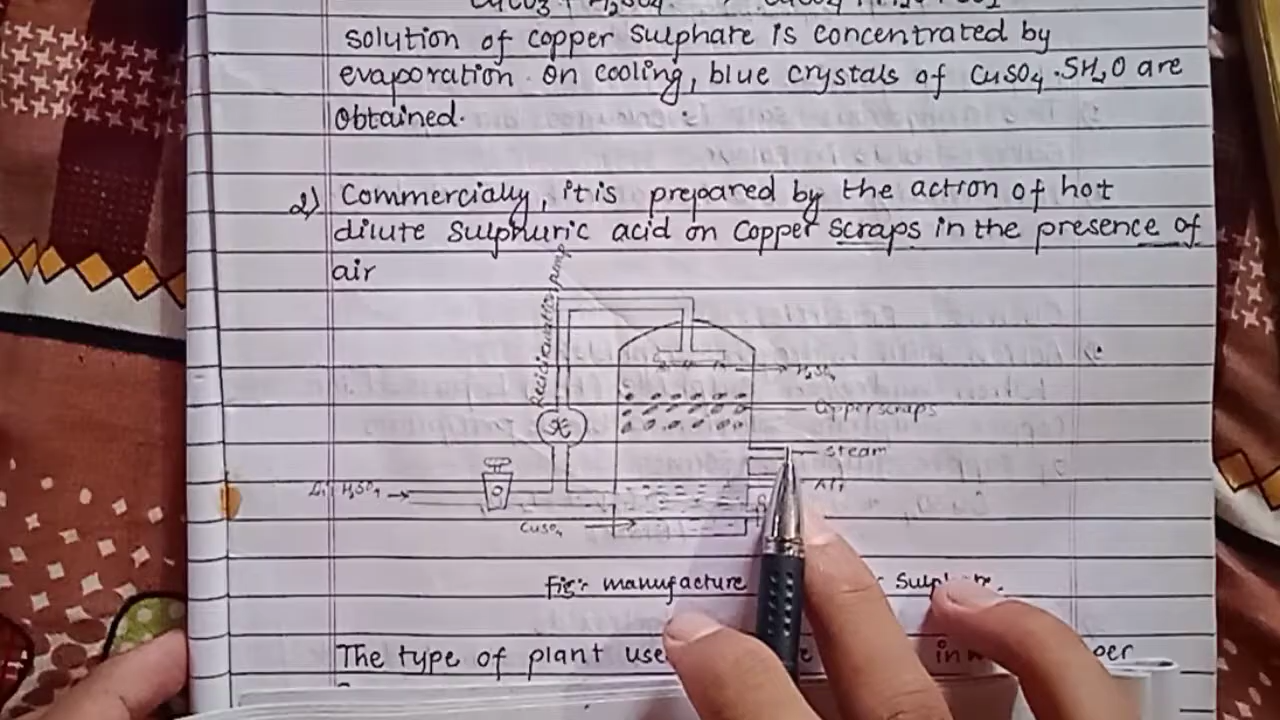 solution of copper Sulphate is concentrated by
evaporation. On cooling, blue crystals of CuSO4.5H2O are
obtained.
2) Commercially, it is prepared by the action of hot
dilute Sulphuric acid on Copper Scraps in the presence of
air
H2SO4
Copper scraps
steam
Air
H2SO4
CuSO4
Fig:- manufacture
The type of plant